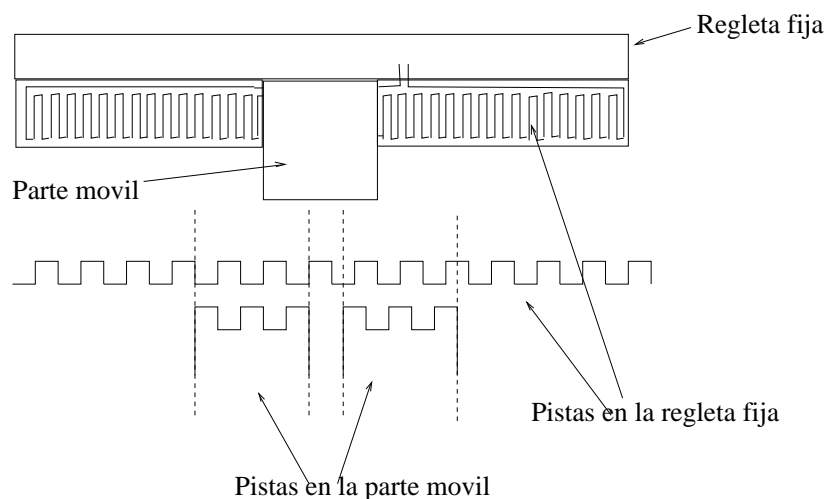 Regleta fija
Parte movil
Pistas en la regleta fija
Pistas en la parte movil